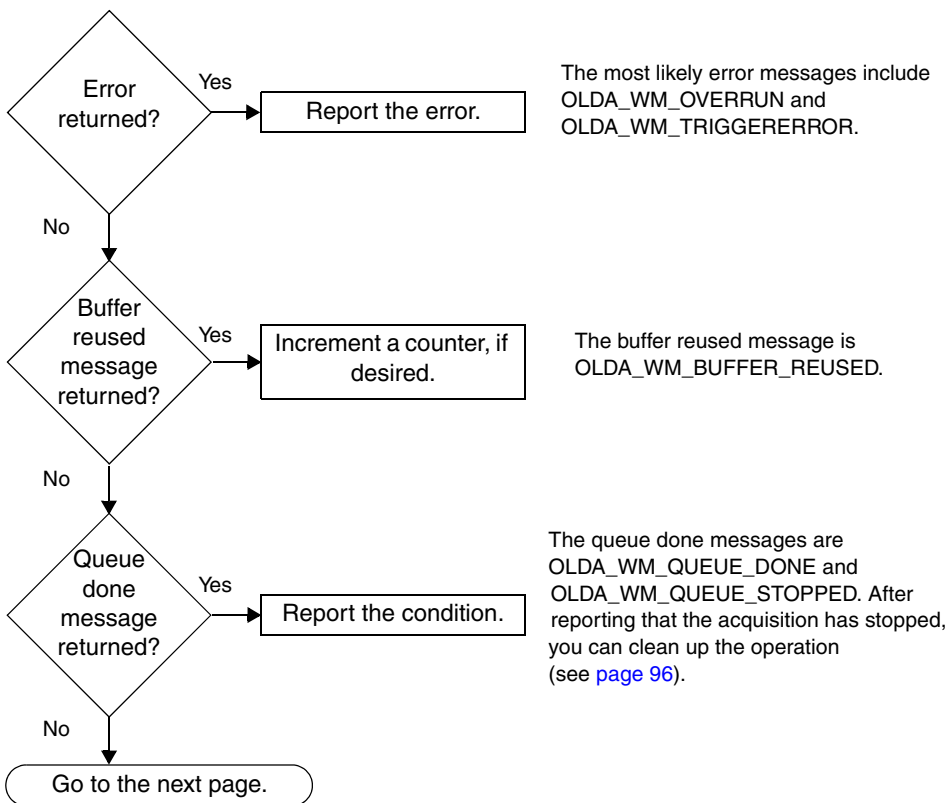 Error
returned?
Yes
Report the error.
The most likely error messages include
OLDA_WM_OVERRUN and
OLDA_WM_TRIGGERERROR.
No
Buffer
reused
message
returned?
Yes
Increment a counter, if
desired.
The buffer reused message is
OLDA_WM_BUFFER_REUSED.
No
Queue
done
message
returned?
Yes
Report the condition.
The queue done messages are
OLDA_WM_QUEUE_DONE and
OLDA_WM_QUEUE_STOPPED. After
reporting that the acquisition has stopped,
you can clean up the operation
(see page 96).
No
Go to the next page.